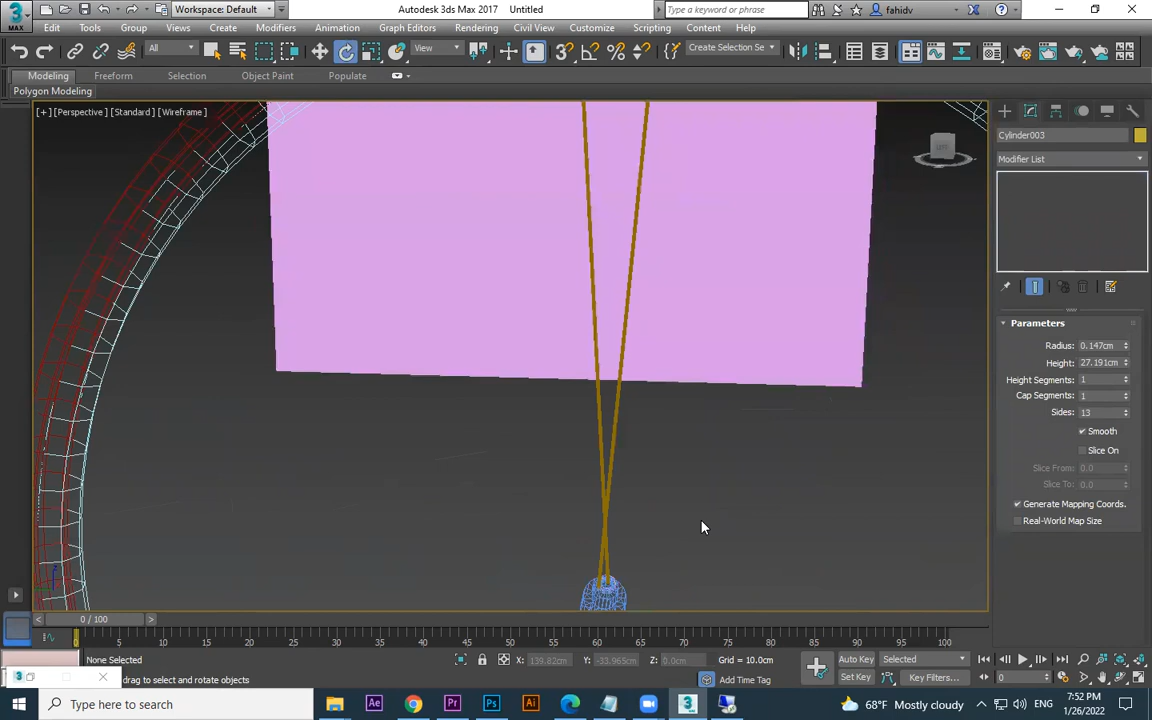 3 MAX
Workspace: Default
Autodesk 3ds Max 2017 Untitled
Type a keyword or phrase
fahidv
Edit Tools Group Views Create Modifiers Animation Graph Editors Rendering Civil View Customize Scripting Content Help
All
View
Create Selection Se
Modeling Freeform Selection Object Paint Populate
Polygon Modeling
[+] [Perspective] [Standard] [Wireframe]
Cylinder003
Modifier List
Parameters
Radius: 0.147cm
Height: 27.191cm
Height Segments: 1
Cap Segments: 1
Sides: 13
Smooth
Slice On
Slice From: 0.0
Slice To: 0.0
Generate Mapping Coords.
Real-World Map Size
0 / 100
0 5 10 15 20 25 30 35 40 45 50 55 60 65 70 75 80 85 90 95 100
None Selected
X: 139.82cm Y: -33.965cm Z: 0.0cm Grid = 10.0cm
Auto Key Selected
drag to select and rotate objects
Add Time Tag
Set Key Key Filters...
0
Type here to search
68°F Mostly cloudy
ENG
7:52 PM
1/26/2022